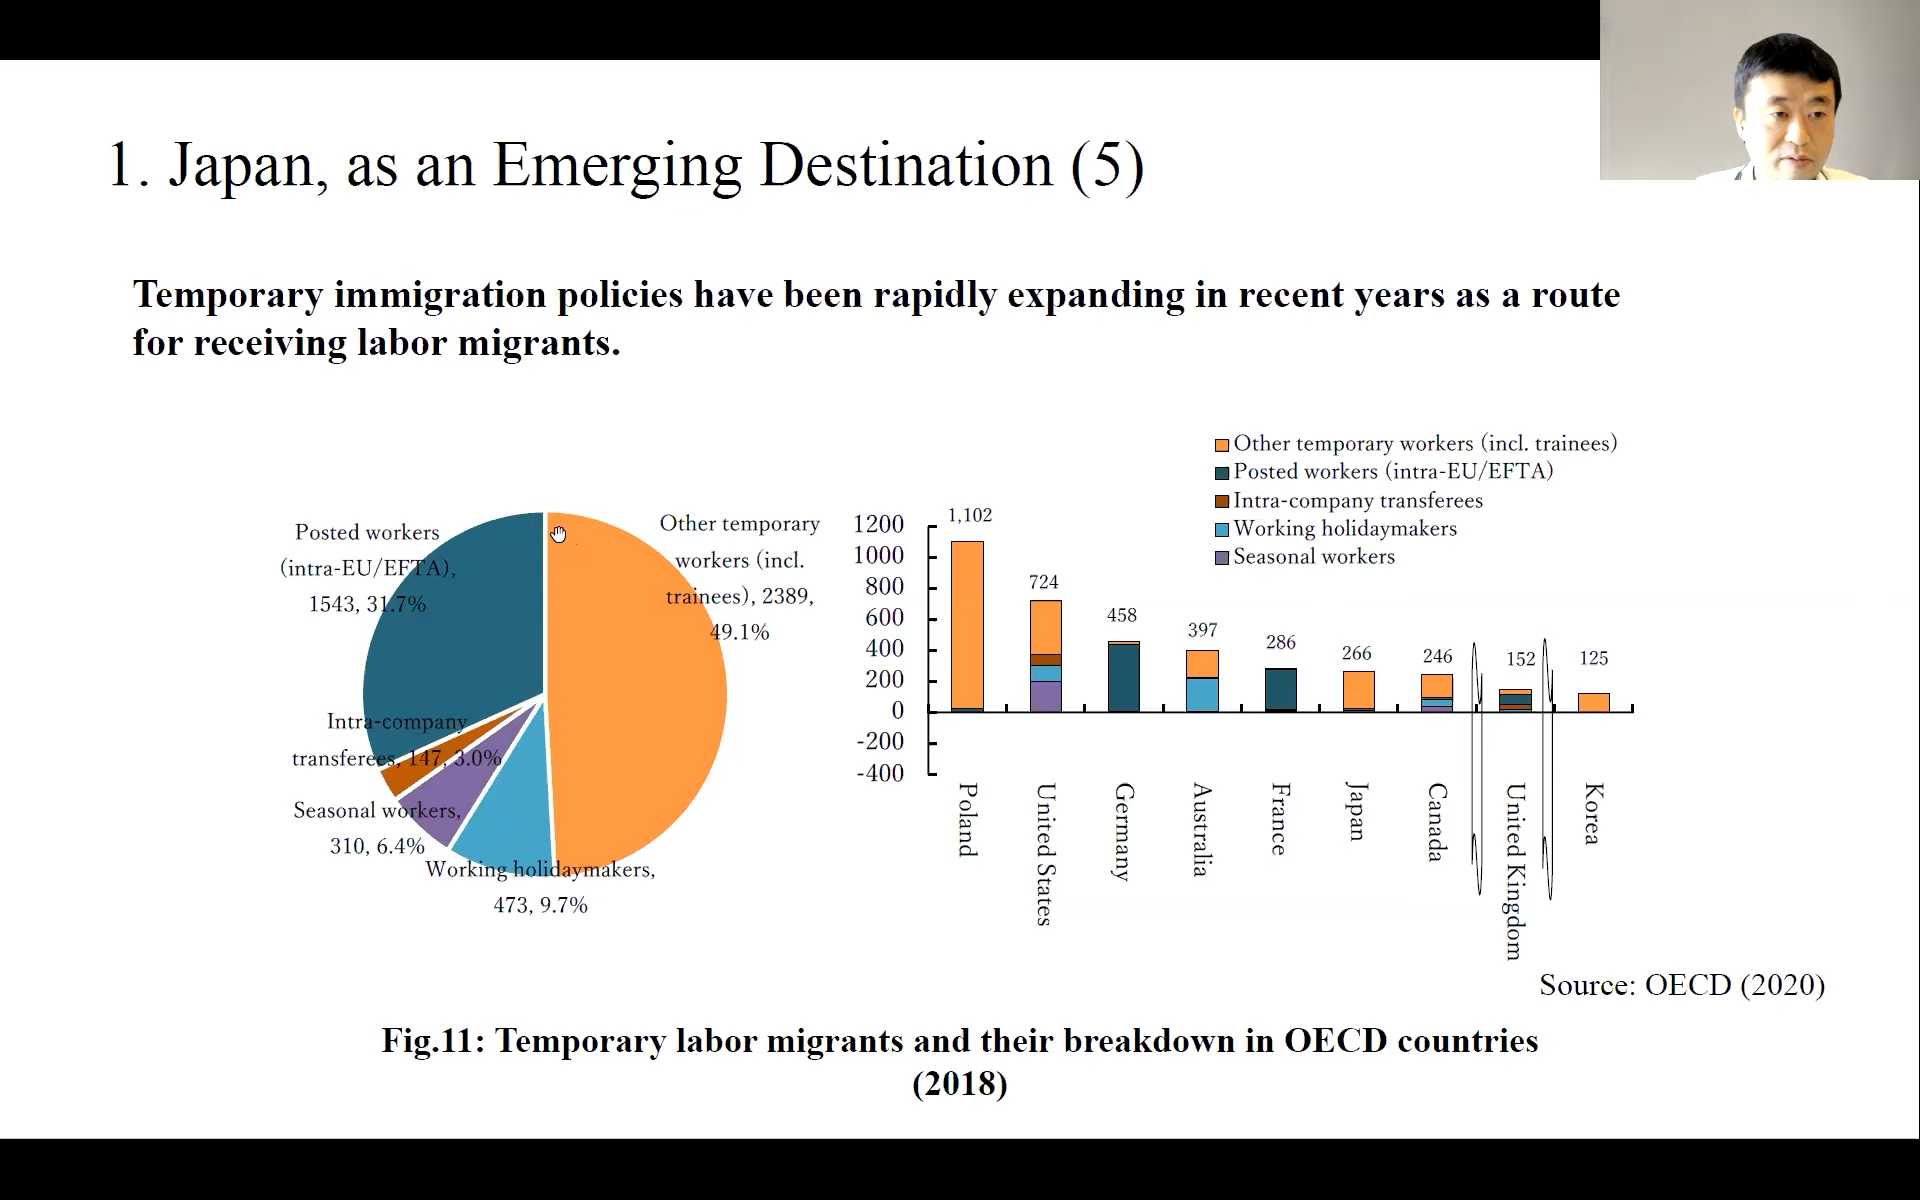 1. Japan, as an Emerging Destination (5)
Temporary immigration policies have been rapidly expanding in recent years as a route
for receiving labor migrants.
Posted workers
(intra-EU/EFTA),
1543, 31.7%
Other temporary
workers (incl.
trainees), 2389,
49.1%
Intra-company
transferees, 147, 3.0%
Seasonal workers,
310, 6.4%
Working holidaymakers,
473, 9.7%
Other temporary workers (incl. trainees)
Posted workers (intra-EU/EFTA)
Intra-company transferees
Working holidaymakers
Seasonal workers
1200
1000
800
600
400
200
0
-200
-400
1,102
724
458
397
286
266
246
152
125
Poland
United States
Germany
Australia
France
Japan
Canada
United Kingdom
Korea
Source: OECD (2020)
Fig.11: Temporary labor migrants and their breakdown in OECD countries
(2018)